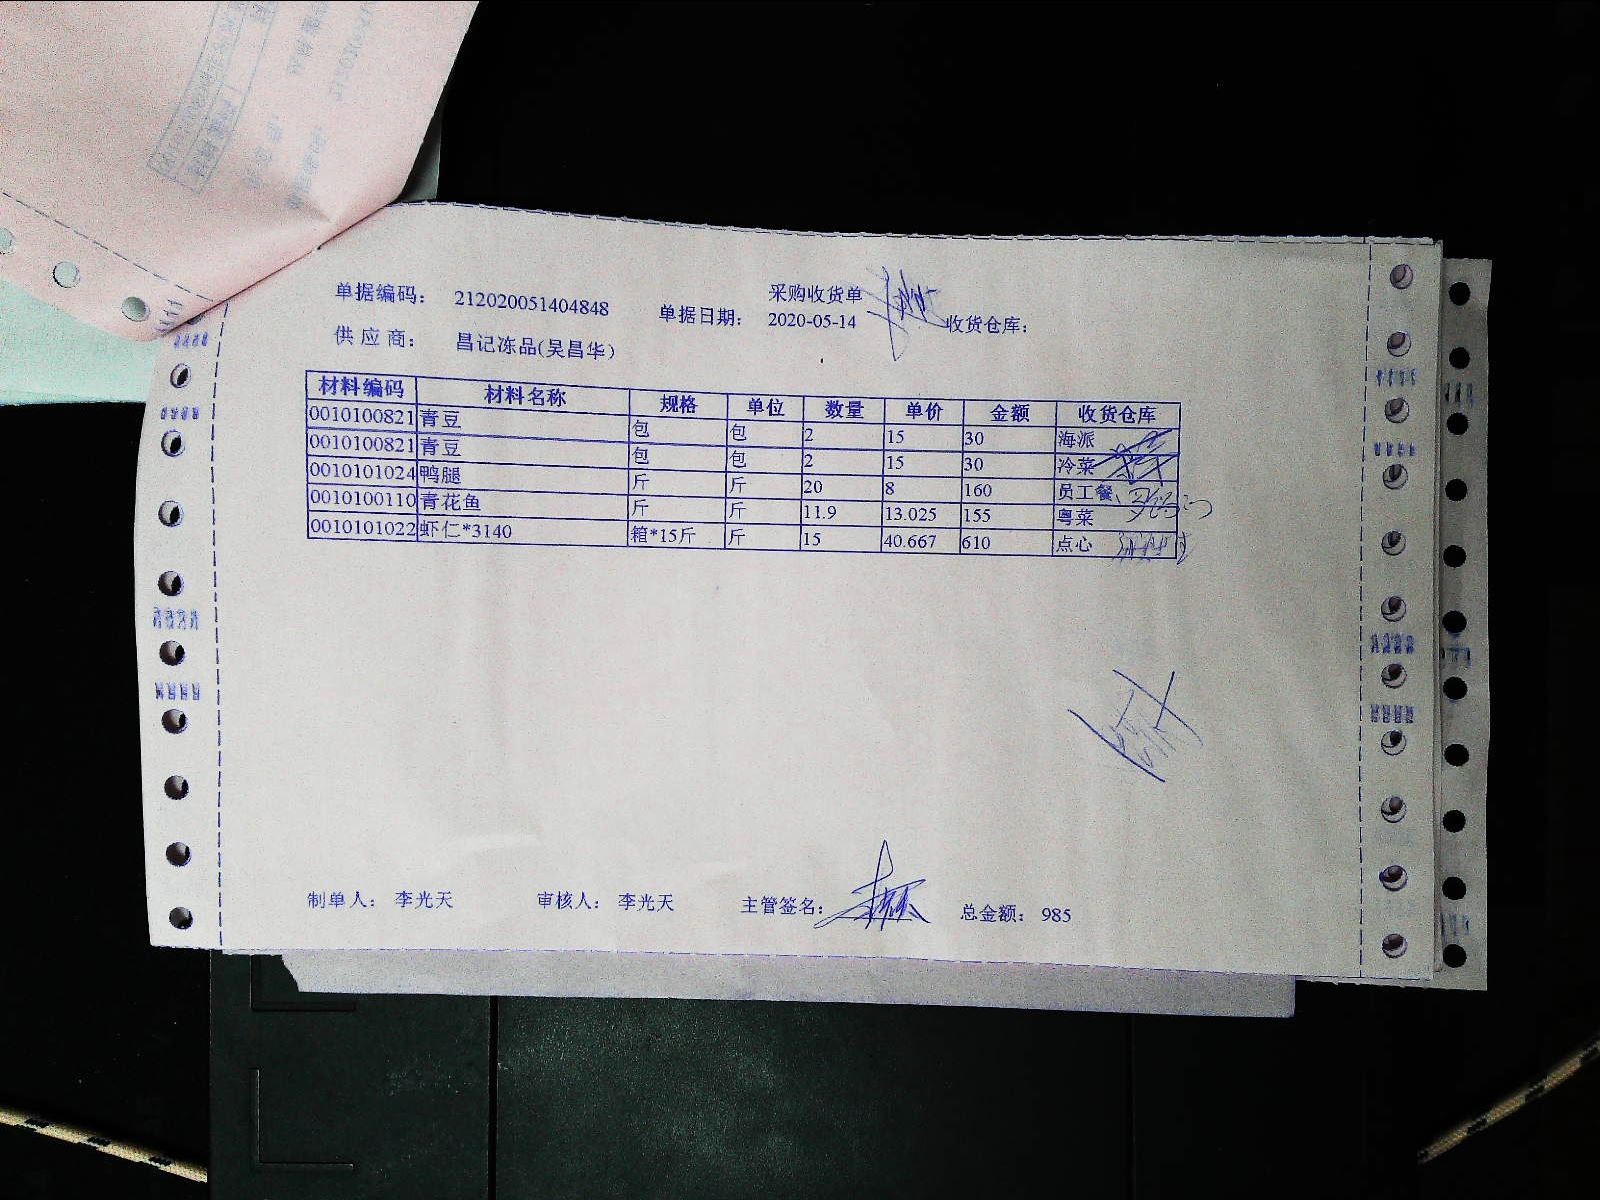 采购收货单
单据编码： 212020051404848 单据日期： 2020-05-14 收货仓库：
供 应 商： 昌记冻品(吴昌华）
材料编码 材料名称 规格 单位 数量 单价 金额 收货仓库
0010100821 青豆 包 包 2 15 30 海派
0010100821 青豆 包 包 2 15 30 冷菜
0010101024 鸭腿 斤 斤 20 8 160 员工餐
0010100110 青花鱼 斤 斤 11.9 13.025 155 粤菜
0010101022 虾仁*3140 箱*15斤 斤 15 40.667 610 点心
制单人： 李光天 审核人： 李光天 主管签名： 总金额： 985